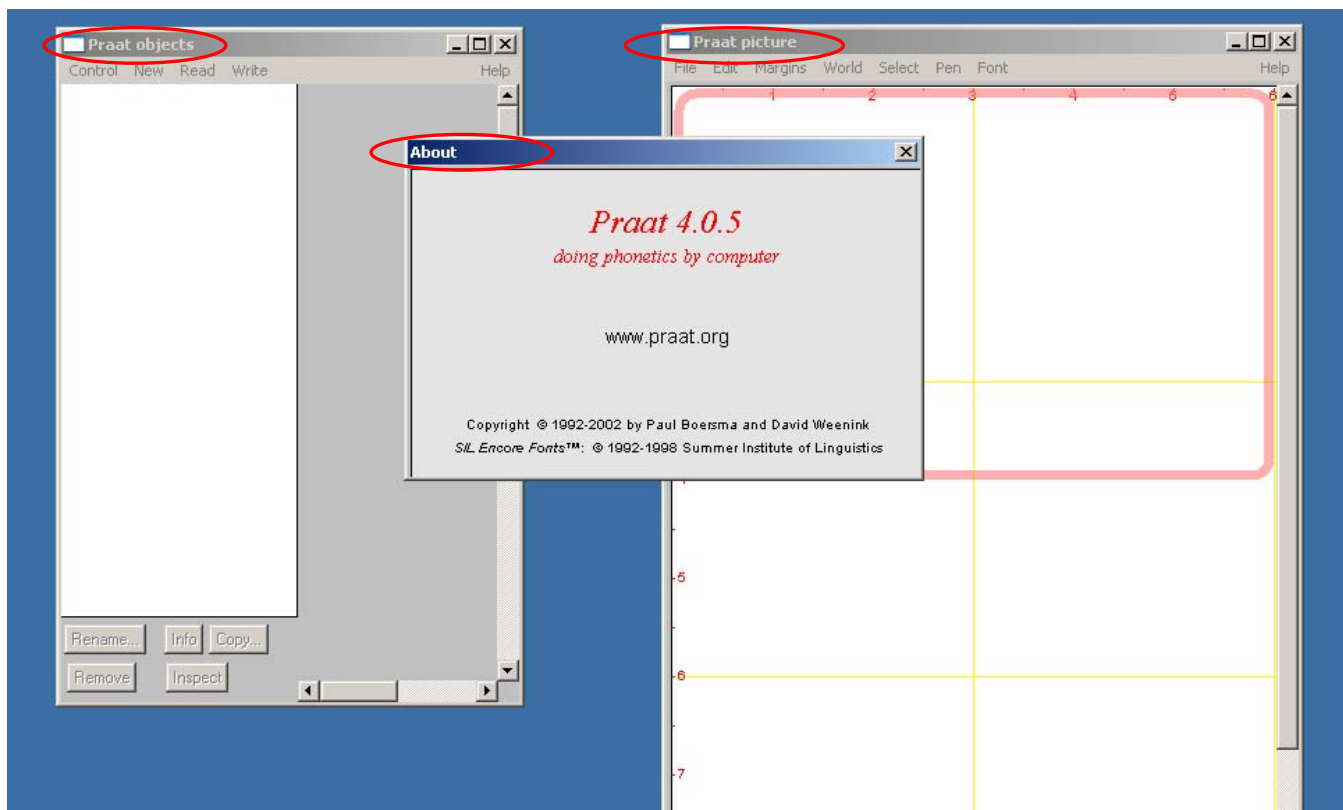 Praat objects
Control New Read Write Help
Rename... Info Copy...
Remove Inspect
Praat picture
File Edit Margins World Select Pen Font Help
1 2 3 4 5 6
-5
-6
-7
About
Praat 4.0.5
doing phonetics by computer
www.praat.org
Copyright © 1992-2002 by Paul Boersma and David Weenink
SIL Encore Fonts™: © 1992-1998 Summer Institute of Linguistics